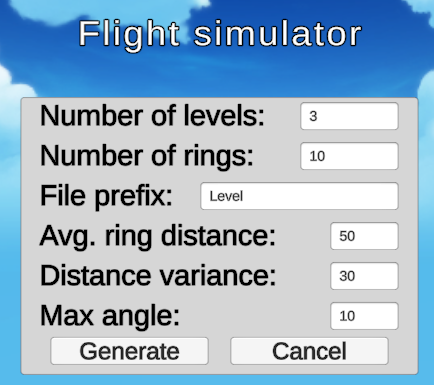 Flight simulator
Number of levels: 3
Number of rings: 10
File prefix: Level
Avg. ring distance: 50
Distance variance: 30
Max angle: 10
Generate Cancel